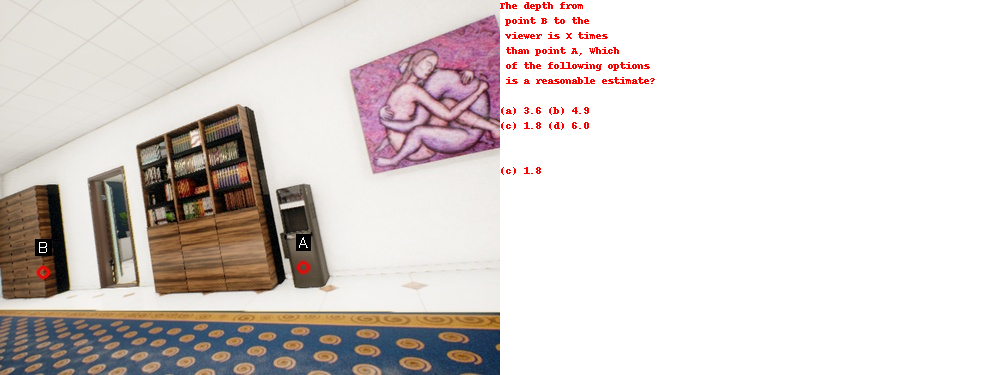 The depth from
point B to the
viewer is X times
than point A, Which
of the following options
is a reasonable estimate?
(a) 3.6 (b) 4.9
(c) 1.8 (d) 6.0
(c) 1.8
B
A